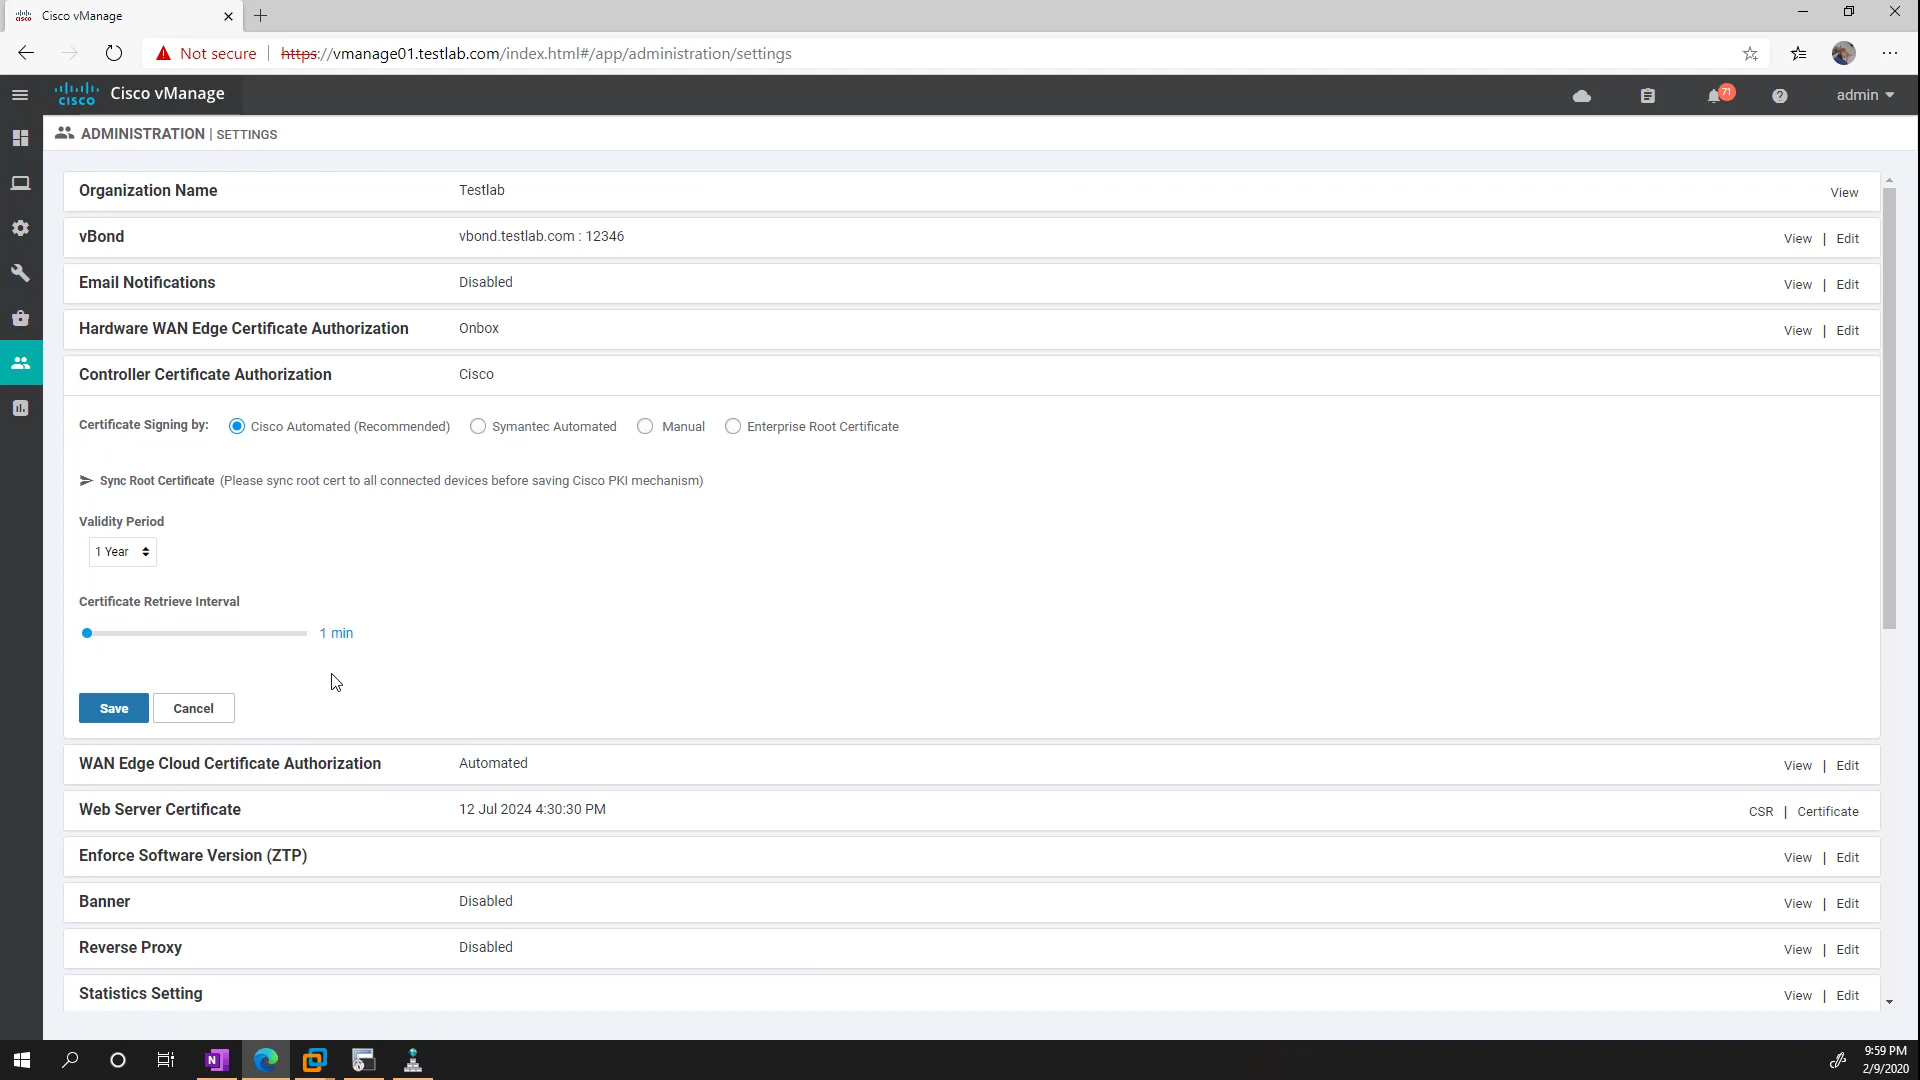 Cisco vManage
Not secure | https://vmanage01.testlab.com/index.html#/app/administration/settings
cisco Cisco vManage
71
admin
ADMINISTRATION | SETTINGS
Organization Name Testlab View
vBond vbond.testlab.com : 12346 View | Edit
Email Notifications Disabled View | Edit
Hardware WAN Edge Certificate Authorization Onbox View | Edit
Controller Certificate Authorization Cisco
Certificate Signing by: Cisco Automated (Recommended) Symantec Automated Manual Enterprise Root Certificate
Sync Root Certificate (Please sync root cert to all connected devices before saving Cisco PKI mechanism)
Validity Period
1 Year
Certificate Retrieve Interval
1 min
Save Cancel
WAN Edge Cloud Certificate Authorization Automated View | Edit
Web Server Certificate 12 Jul 2024 4:30:30 PM CSR | Certificate
Enforce Software Version (ZTP) View | Edit
Banner Disabled View | Edit
Reverse Proxy Disabled View | Edit
Statistics Setting View | Edit
9:59 PM
2/9/2020